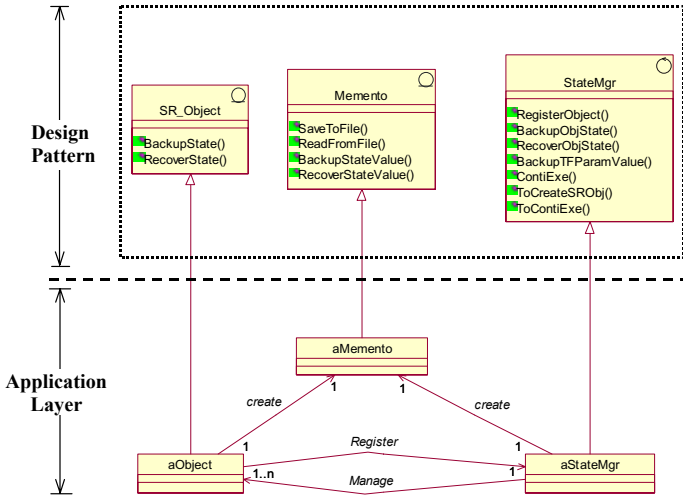 Design
Pattern
SR_Object
BackupState()
RecoverState()
Memento
SaveToFile()
ReadFromFile()
BackupStateValue()
RecoverStateValue()
StateMgr
RegisterObject()
BackupObjState()
RecoverObjState()
BackupTFParamValue()
ContiExe()
ToCreateSRObj()
ToContiExe()
Application
Layer
aMemento
1
1
create
create
1
1
aObject
Register
1..n
1
Manage
aStateMgr